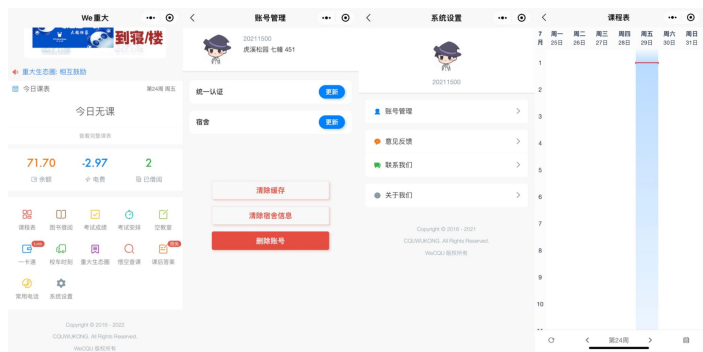 We重大
到寝/楼
重大生态圈: 相互鼓励
今日课表
第24周 周五
今日无课
查看完整课表
71.70
-2.97
2
余额
电费
已借阅
课程表
图书借阅
考试成绩
考试安排
空教室
一卡通
校车时刻
重大生态圈
悟空查课
课后答案
常用电话
系统设置
Copyright © 2016 - 2022
CQUWUKONG. All Rights Reserved.
WeCQU 版权所有
账号管理
20211500
虎溪松园 七幢 451
统一认证
更新
宿舍
更新
清除缓存
清除宿舍信息
删除账号
系统设置
20211500
账号管理
意见反馈
联系我们
关于我们
Copyright © 2016 - 2021
CQUWUKONG. All Rights Reserved.
WeCQU 版权所有
课程表
7月
周一 周二 周三 周四 周五 周六 周日
25日 26日 27日 28日 29日 30日 31日
1
2
3
4
5
6
7
8
9
10
第24周